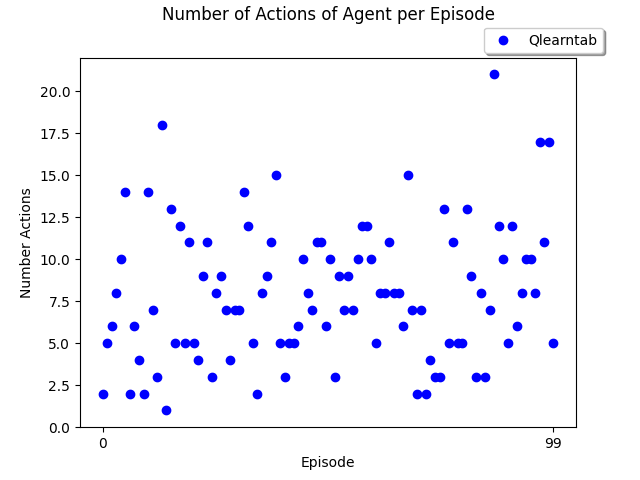 Number of Actions of Agent per Episode
Qlearntab
20.0
17.5
15.0
12.5
10.0
7.5
5.0
2.5
0.0
Number Actions
0 99
Episode